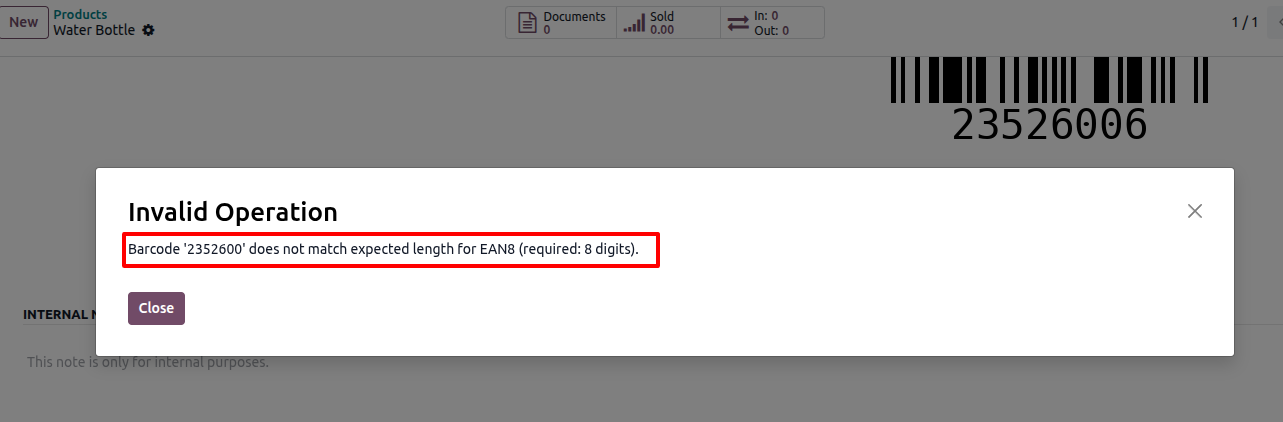 New
Products
Water Bottle
Documents
0
Sold
0.00
In: 0
Out: 0
1 / 1
23526006
Invalid Operation
Barcode '2352600' does not match expected length for EAN8 (required: 8 digits).
Close
INTERNAL N
This note is only for internal purposes.